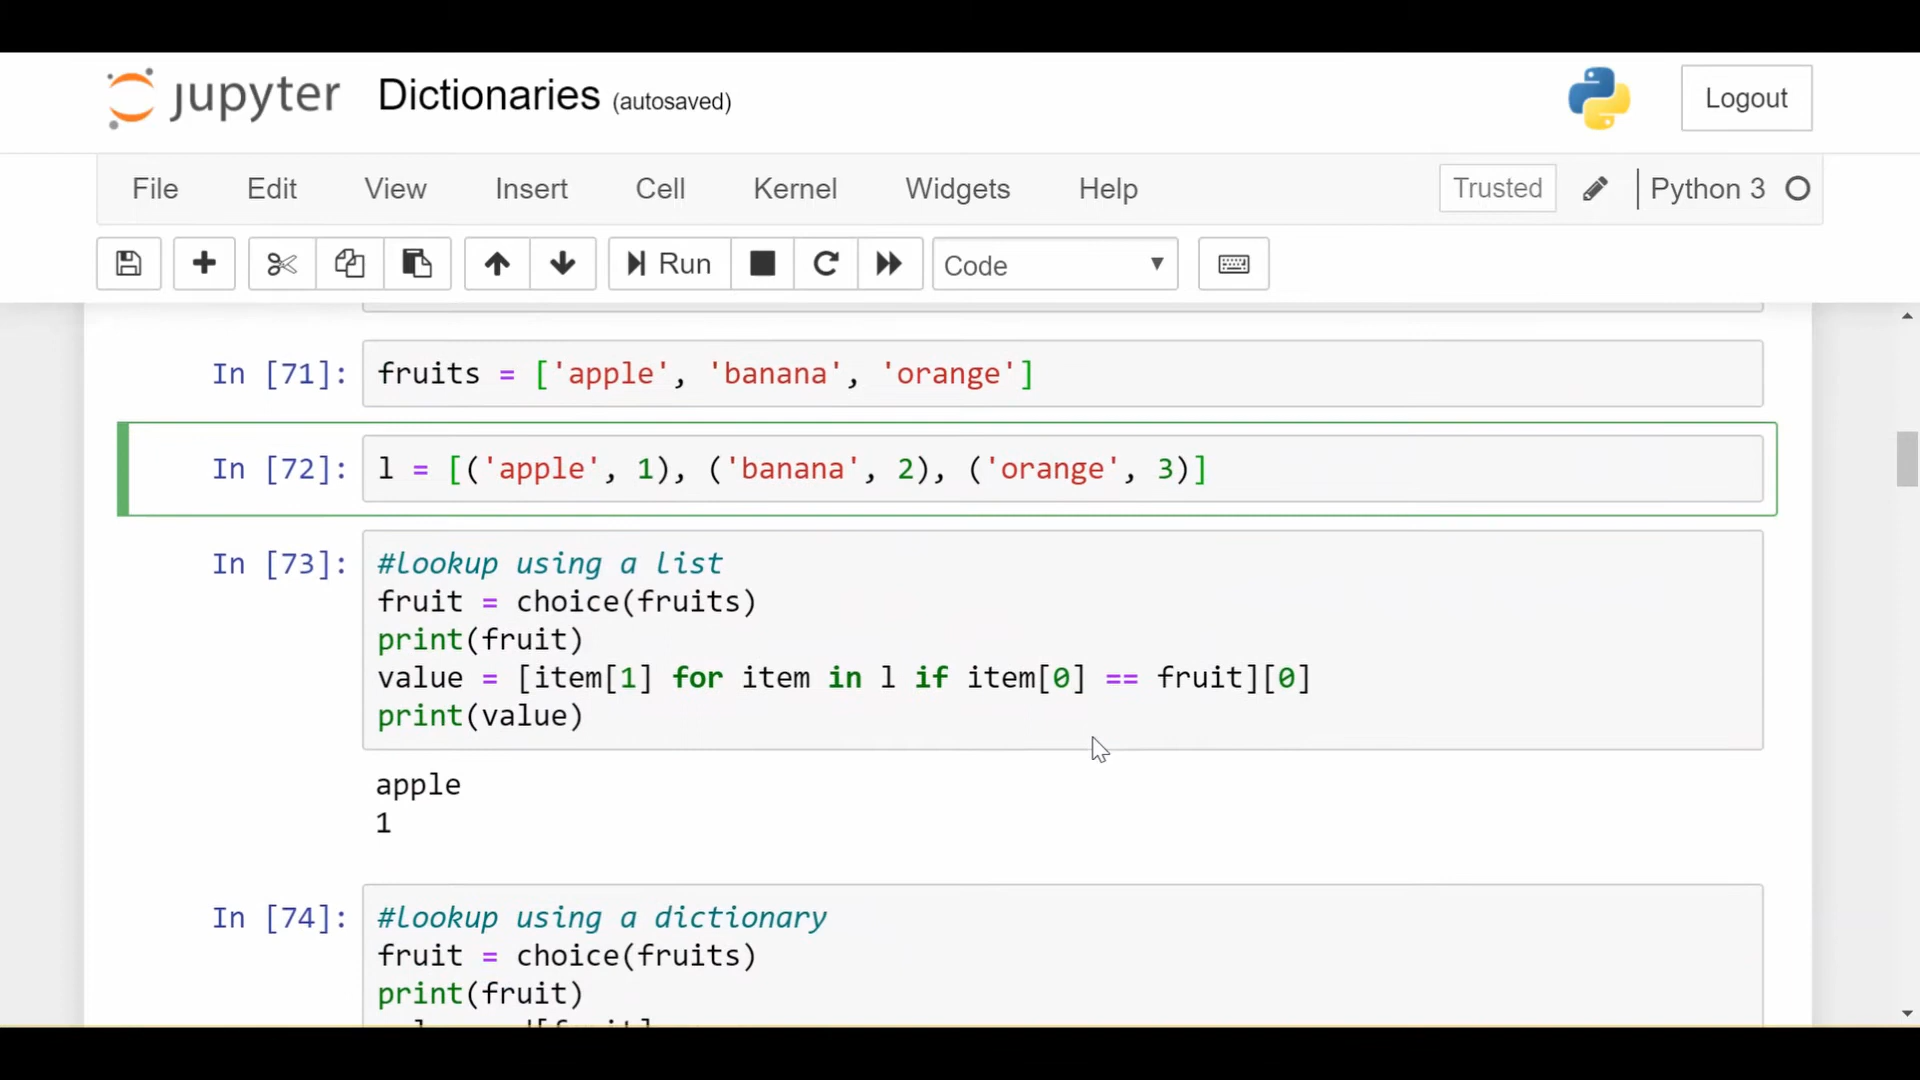 jupyter Dictionaries (autosaved) Logout
File Edit View Insert Cell Kernel Widgets Help Trusted Python 3
Run Code
In [71]: fruits = ['apple', 'banana', 'orange']
In [72]: l = [('apple', 1), ('banana', 2), ('orange', 3)]
In [73]: #lookup using a list
fruit = choice(fruits)
print(fruit)
value = [item[1] for item in l if item[0] == fruit][0]
print(value)
apple
1
In [74]: #lookup using a dictionary
fruit = choice(fruits)
print(fruit)